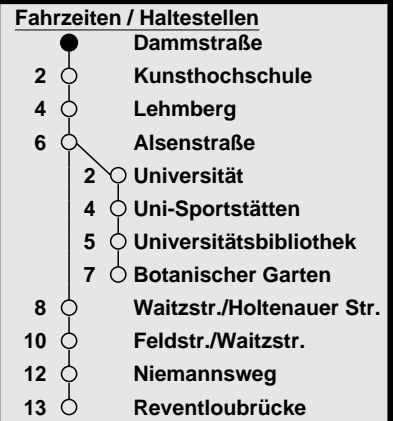 Fahrzeiten / Haltestellen
Dammstraße
2 Kunsthochschule
4 Lehmberg
6 Alsenstraße
2 Universität
4 Uni-Sportstätten
5 Universitätsbibliothek
7 Botanischer Garten
8 Waitzstr./Holtenauer Str.
10 Feldstr./Waitzstr.
12 Niemannsweg
13 Reventloubrücke